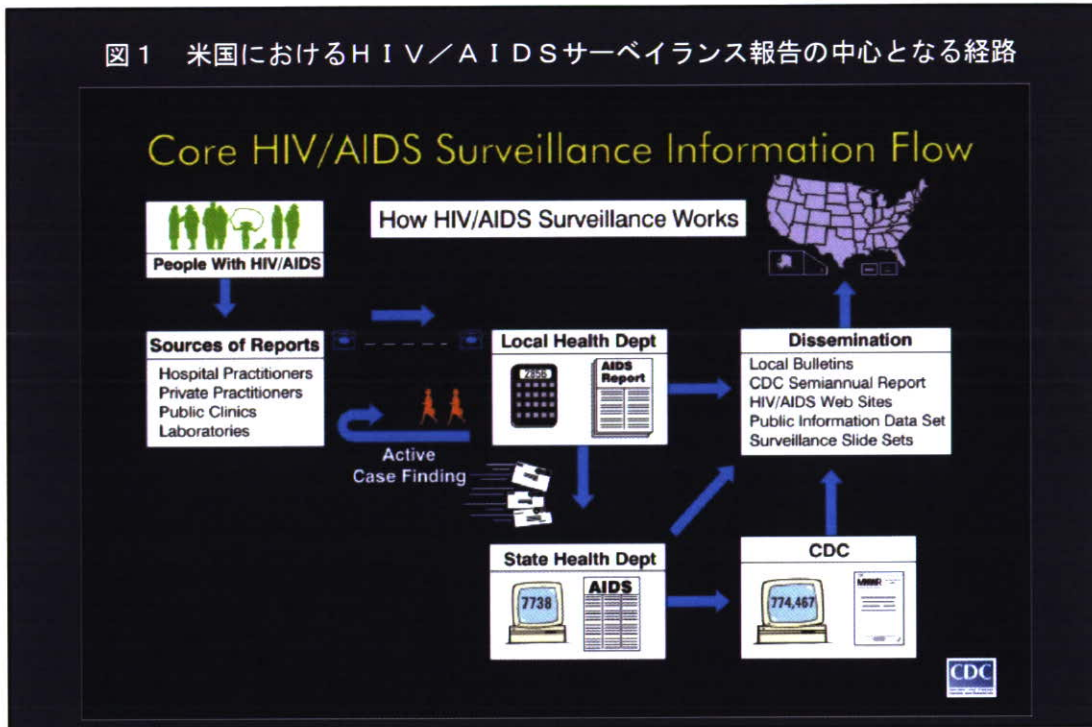 図1 米国におけるHIV/AIDSサーベイランス報告の中心となる経路
Core HIV/AIDS Surveillance Information Flow
How HIV/AIDS Surveillance Works
People With HIV/AIDS
Sources of Reports
Hospital Practitioners
Private Practitioners
Public Clinics
Laboratories
Active
Case Finding
Local Health Dept
2856
AIDS
Report
Dissemination
Local Bulletins
CDC Semiannual Report
HIV/AIDS Web Sites
Public Information Data Set
Surveillance Slide Sets
State Health Dept
7738
AIDS
CDC
774,467
MMWR
CDC